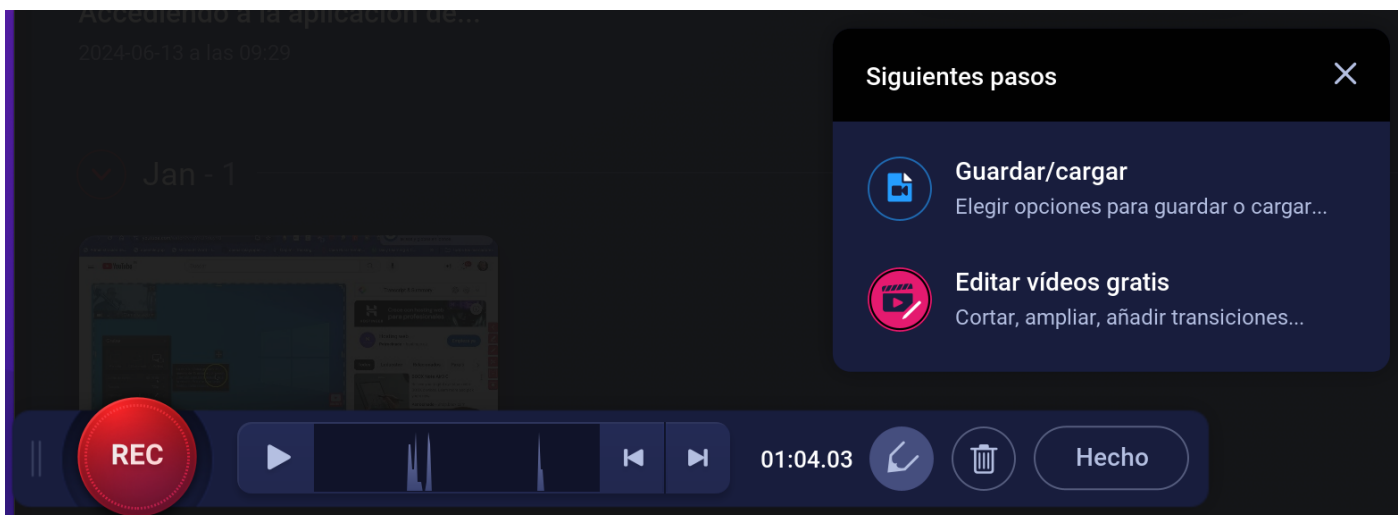 Accediendo a la aplicación de...
2024-06-13 a las 09:29
Siguientes pasos
Jan - 1
Guardar/cargar
Elegir opciones para guardar o cargar...
Editar vídeos gratis
Cortar, ampliar, añadir transiciones...
REC
01:04.03
Hecho